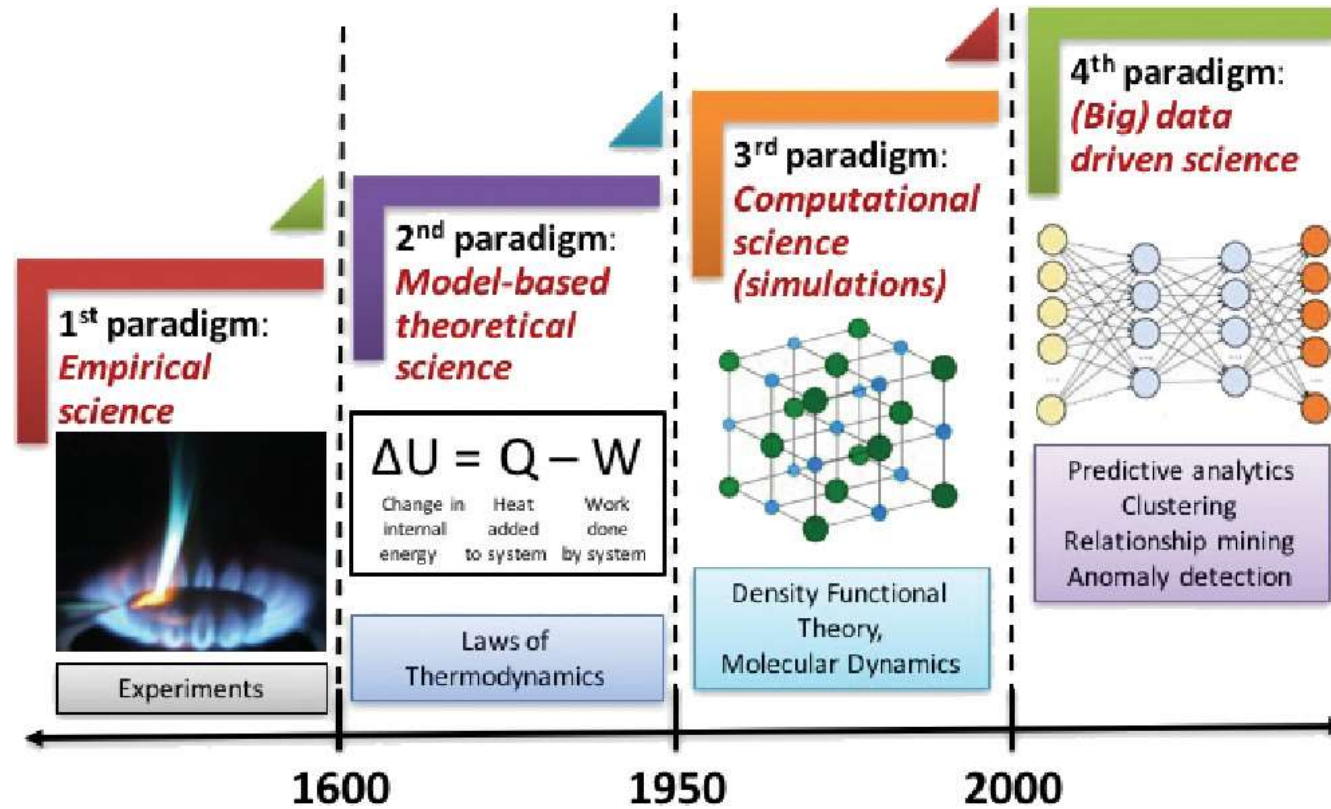 1st paradigm:
Empirical
science
Experiments
2nd paradigm:
Model-based
theoretical
science
ΔU = Q – W
Change in internal energy
Heat added to system
Work done by system
Laws of
Thermodynamics
3rd paradigm:
Computational
science
(simulations)
Density Functional
Theory,
Molecular Dynamics
4th paradigm:
(Big) data
driven science
Predictive analytics
Clustering
Relationship mining
Anomaly detection
1600
1950
2000